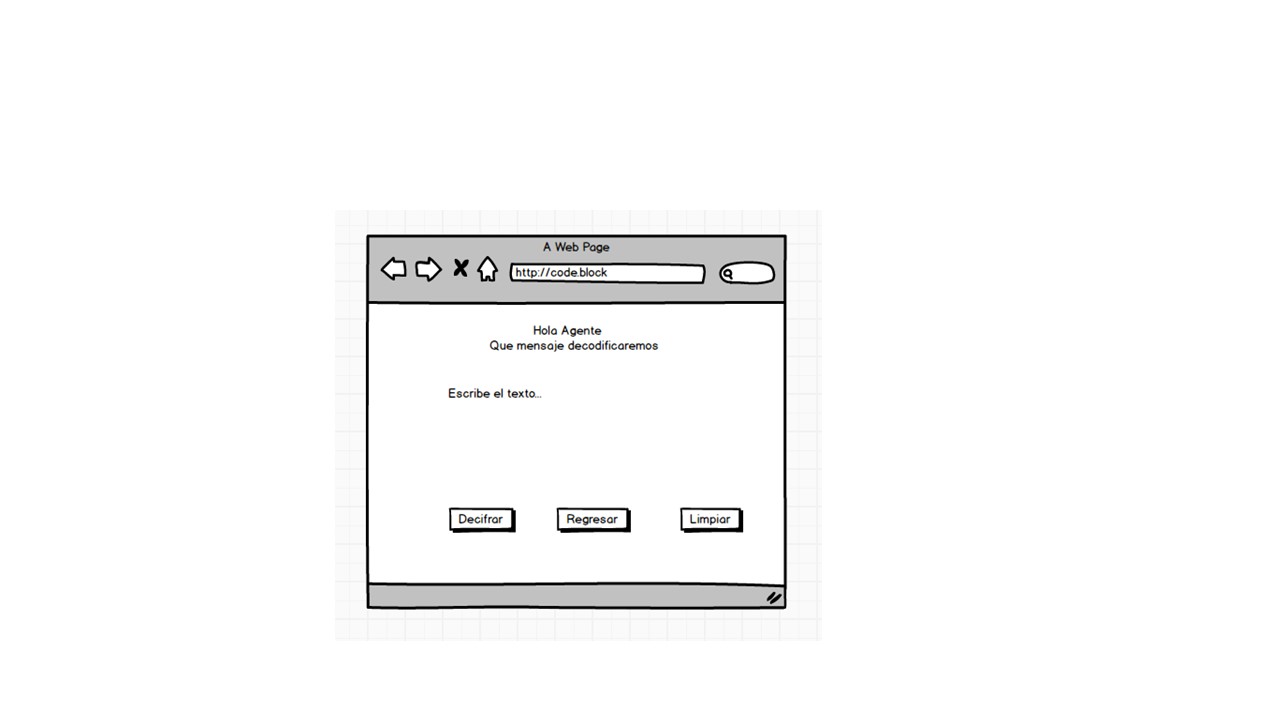 A Web Page
http://code.block
Hola Agente
Que mensaje decodificaremos
Escribe el texto...
Decifrar
Regresar
Limpiar